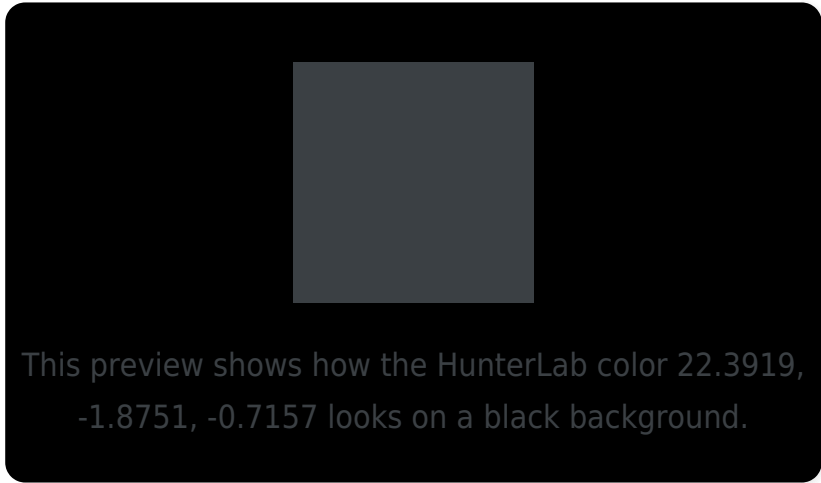 This preview shows how the HunterLab color 22.3919,
-1.8751, -0.7157 looks on a black background.